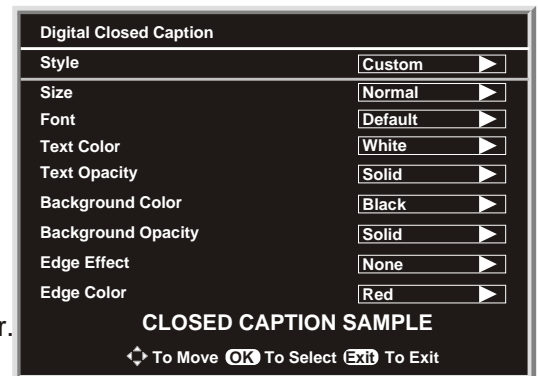 Digital Closed Caption
Style Custom
Size Normal
Font Default
Text Color White
Text Opacity Solid
Background Color Black
Background Opacity Solid
Edge Effect None
Edge Color Red
r.
CLOSED CAPTION SAMPLE
To Move OK To Select Exit To Exit